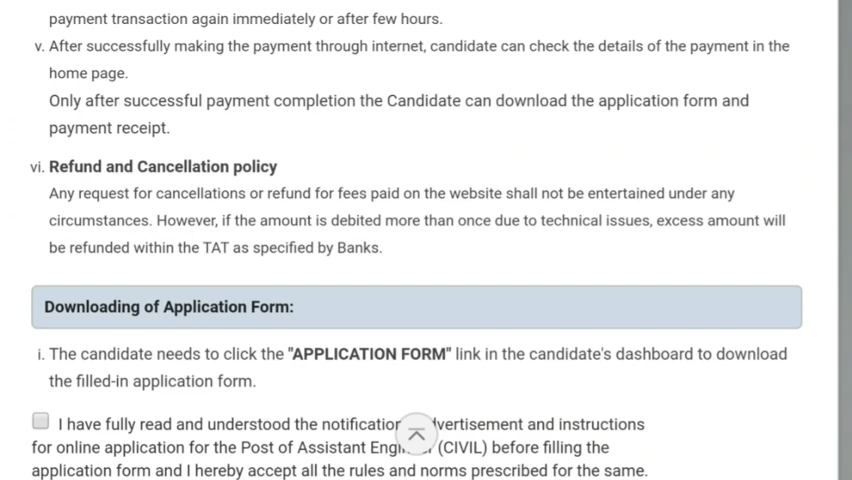 payment transaction again immediately or after few hours.
v. After successfully making the payment through internet, candidate can check the details of the payment in the
home page.
Only after successful payment completion the Candidate can download the application form and
payment receipt.
vi. Refund and Cancellation policy
Any request for cancellations or refund for fees paid on the website shall not be entertained under any
circumstances. However, if the amount is debited more than once due to technical issues, excess amount will
be refunded within the TAT as specified by Banks.
Downloading of Application Form:
i. The candidate needs to click the "APPLICATION FORM" link in the candidate's dashboard to download
the filled-in application form.
I have fully read and understood the and instructions
for online application for the Post of Assistant (CIVIL) before filling the
application form and I hereby accept all the rules and norms prescribed for the same.